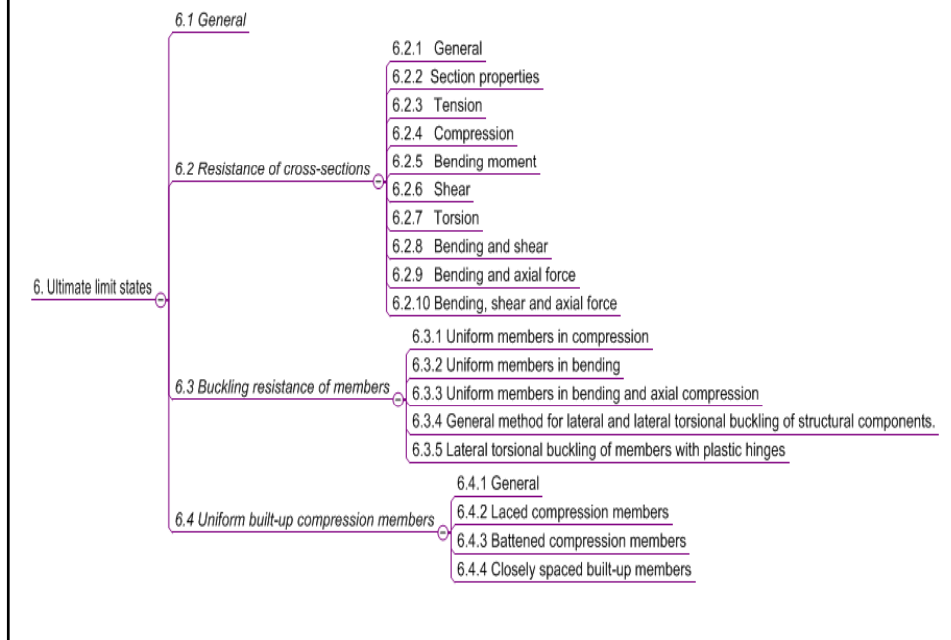 6. Ultimate limit states
6.1 General
6.2 Resistance of cross-sections
6.2.1 General
6.2.2 Section properties
6.2.3 Tension
6.2.4 Compression
6.2.5 Bending moment
6.2.6 Shear
6.2.7 Torsion
6.2.8 Bending and shear
6.2.9 Bending and axial force
6.2.10 Bending, shear and axial force
6.3 Buckling resistance of members
6.3.1 Uniform members in compression
6.3.2 Uniform members in bending
6.3.3 Uniform members in bending and axial compression
6.3.4 General method for lateral and lateral torsional buckling of structural components.
6.3.5 Lateral torsional buckling of members with plastic hinges
6.4 Uniform built-up compression members
6.4.1 General
6.4.2 Laced compression members
6.4.3 Battened compression members
6.4.4 Closely spaced built-up members